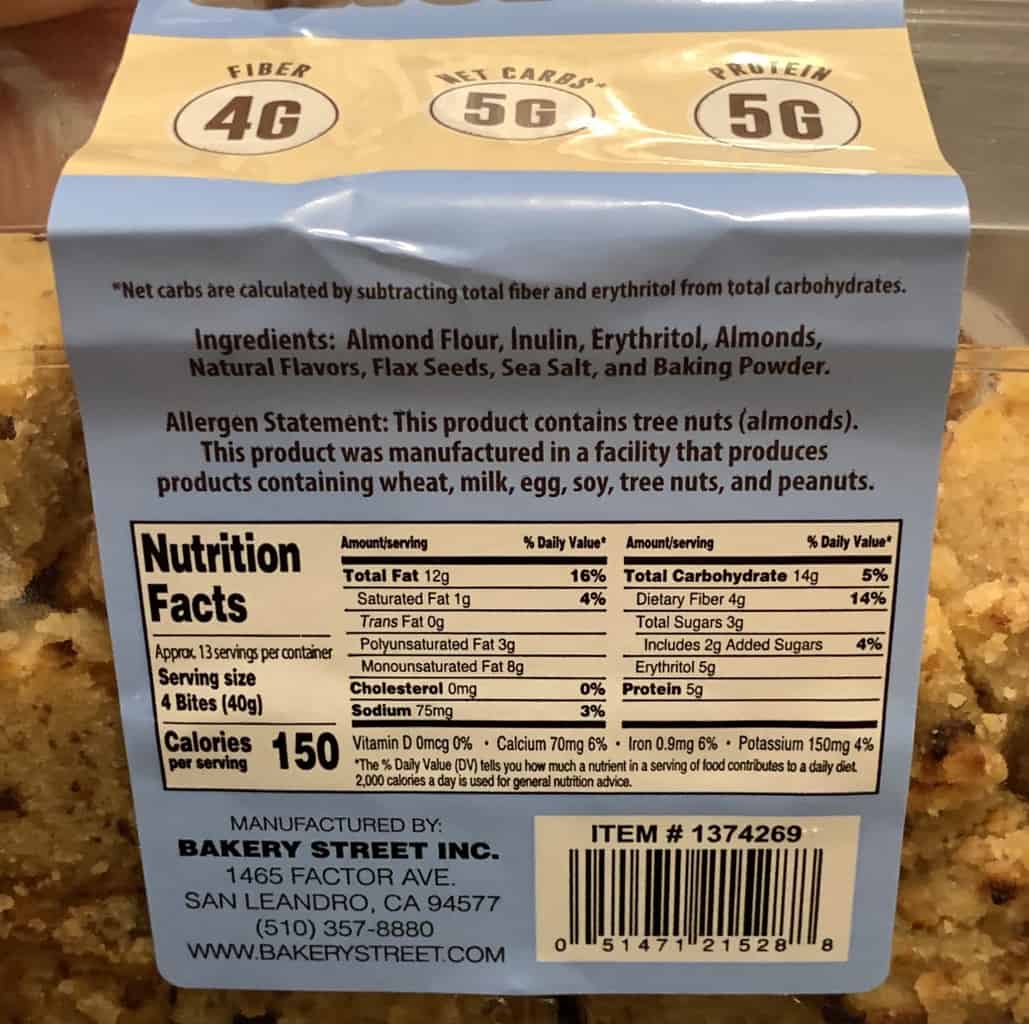 FIBER
4G
NET CARBS*
5G
PROTEIN
5G
*Net carbs are calculated by subtracting total fiber and erythritol from total carbohydrates.
Ingredients: Almond Flour, Inulin, Erythritol, Almonds,
Natural Flavors, Flax Seeds, Sea Salt, and Baking Powder.
Allergen Statement: This product contains tree nuts (almonds).
This product was manufactured in a facility that produces
products containing wheat, milk, egg, soy, tree nuts, and peanuts.
Nutrition
Facts
Approx. 13 servings per container
Serving size
4 Bites (40g)
Calories
per serving
150
Amount/serving % Daily Value*
Total Fat 12g 16%
Saturated Fat 1g 4%
Trans Fat 0g
Polyunsaturated Fat 3g
Monounsaturated Fat 8g
Cholesterol 0mg 0%
Sodium 75mg 3%
Amount/serving % Daily Value*
Total Carbohydrate 14g 5%
Dietary Fiber 4g 14%
Total Sugars 3g
Includes 2g Added Sugars 4%
Erythritol 5g
Protein 5g
Vitamin D 0mcg 0% • Calcium 70mg 6% • Iron 0.9mg 6% • Potassium 150mg 4%
*The % Daily Value (DV) tells you how much a nutrient in a serving of food contributes to a daily diet.
2,000 calories a day is used for general nutrition advice.
MANUFACTURED BY:
BAKERY STREET INC.
1465 FACTOR AVE.
SAN LEANDRO, CA 94577
(510) 357-8880
WWW.BAKERYSTREET.COM
ITEM # 1374269
0 51471 21528 8